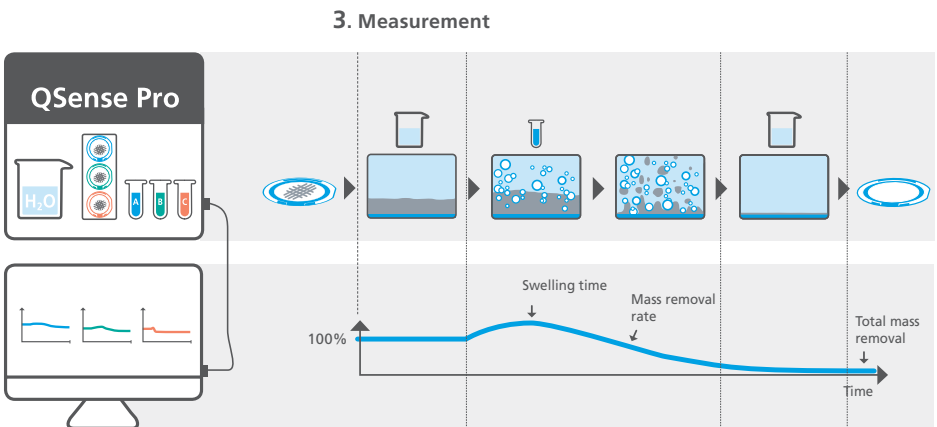 3. Measurement
QSense Pro
H₂O
A B C
Swelling time
Mass removal
rate
Total mass
removal
100%
Time